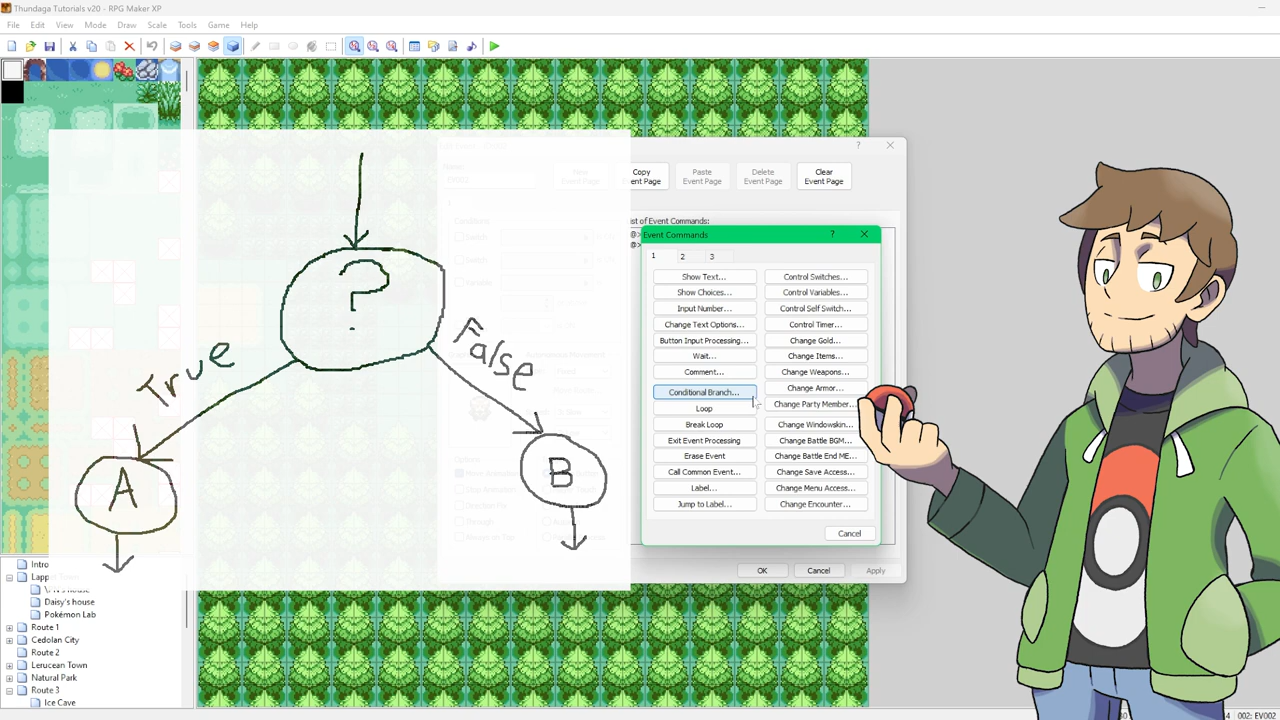 Thundaga Tutorials v20 - RPG Maker XP
File Edit View Mode Draw Scale Tools Game Help
Copy Event Page
Paste Event Page
Delete Event Page
Clear Event Page
List of Event Commands:
Event Commands
1 2 3
Show Text...
Show Choices...
Input Number...
Change Text Options...
Button Input Processing...
Wait...
Comment...
Conditional Branch...
Loop
Break Loop
Exit Event Processing
Erase Event
Call Common Event...
Label...
Jump to Label...
Control Switches...
Control Variables...
Control Self Switch...
Control Timer...
Change Gold...
Change Items...
Change Weapons...
Change Armor...
Change Party Member...
Change Windowskin...
Change Battle BGM...
Change Battle End ME...
Change Save Access...
Change Menu Access...
Change Encounter...
Cancel
OK Cancel Apply
?
True
False
A
B
Intro
Daisy's house
Pokémon Lab
Route 1
Cedolan City
Route 2
Lerucean Town
Natural Park
Route 3
Ice Cave
002: EV002